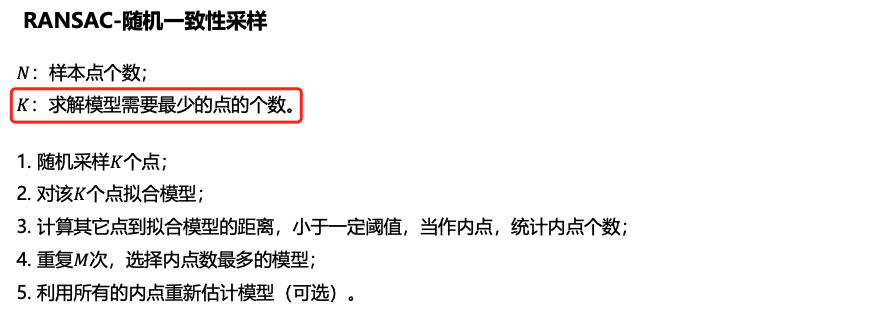 RANSAC-随机一致性采样
N：样本点个数；
K：求解模型需要最少的点的个数。
1. 随机采样K个点；
2. 对该K个点拟合模型；
3. 计算其它点到拟合模型的距离，小于一定阈值，当作内点，统计内点个数；
4. 重复M次，选择内点数最多的模型；
5. 利用所有的内点重新估计模型（可选）。